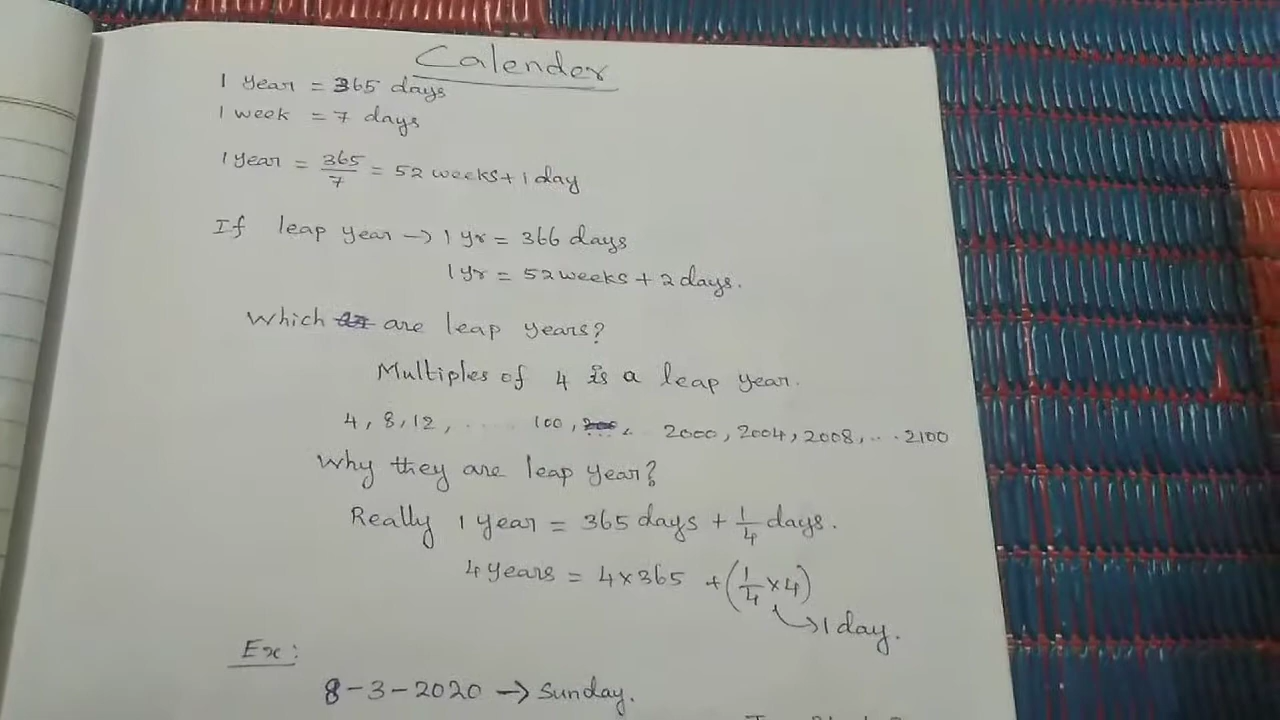 Calender
1 year = 365 days
1 week = 7 days
1 year = 365/7 = 52 weeks + 1 day
If leap year → 1 yr = 366 days
1 yr = 52 weeks + 2 days.
Which are leap years?
Multiples of 4 is a leap year.
4, 8, 12, ..... 100, 2000, 2004, 2008, ... 2100
Why they are leap year?
Really 1 year = 365 days + 1/4 days.
4 years = 4×365 + (1/4 × 4)
→ 1 day.
Ex:
8-3-2020 → Sunday.